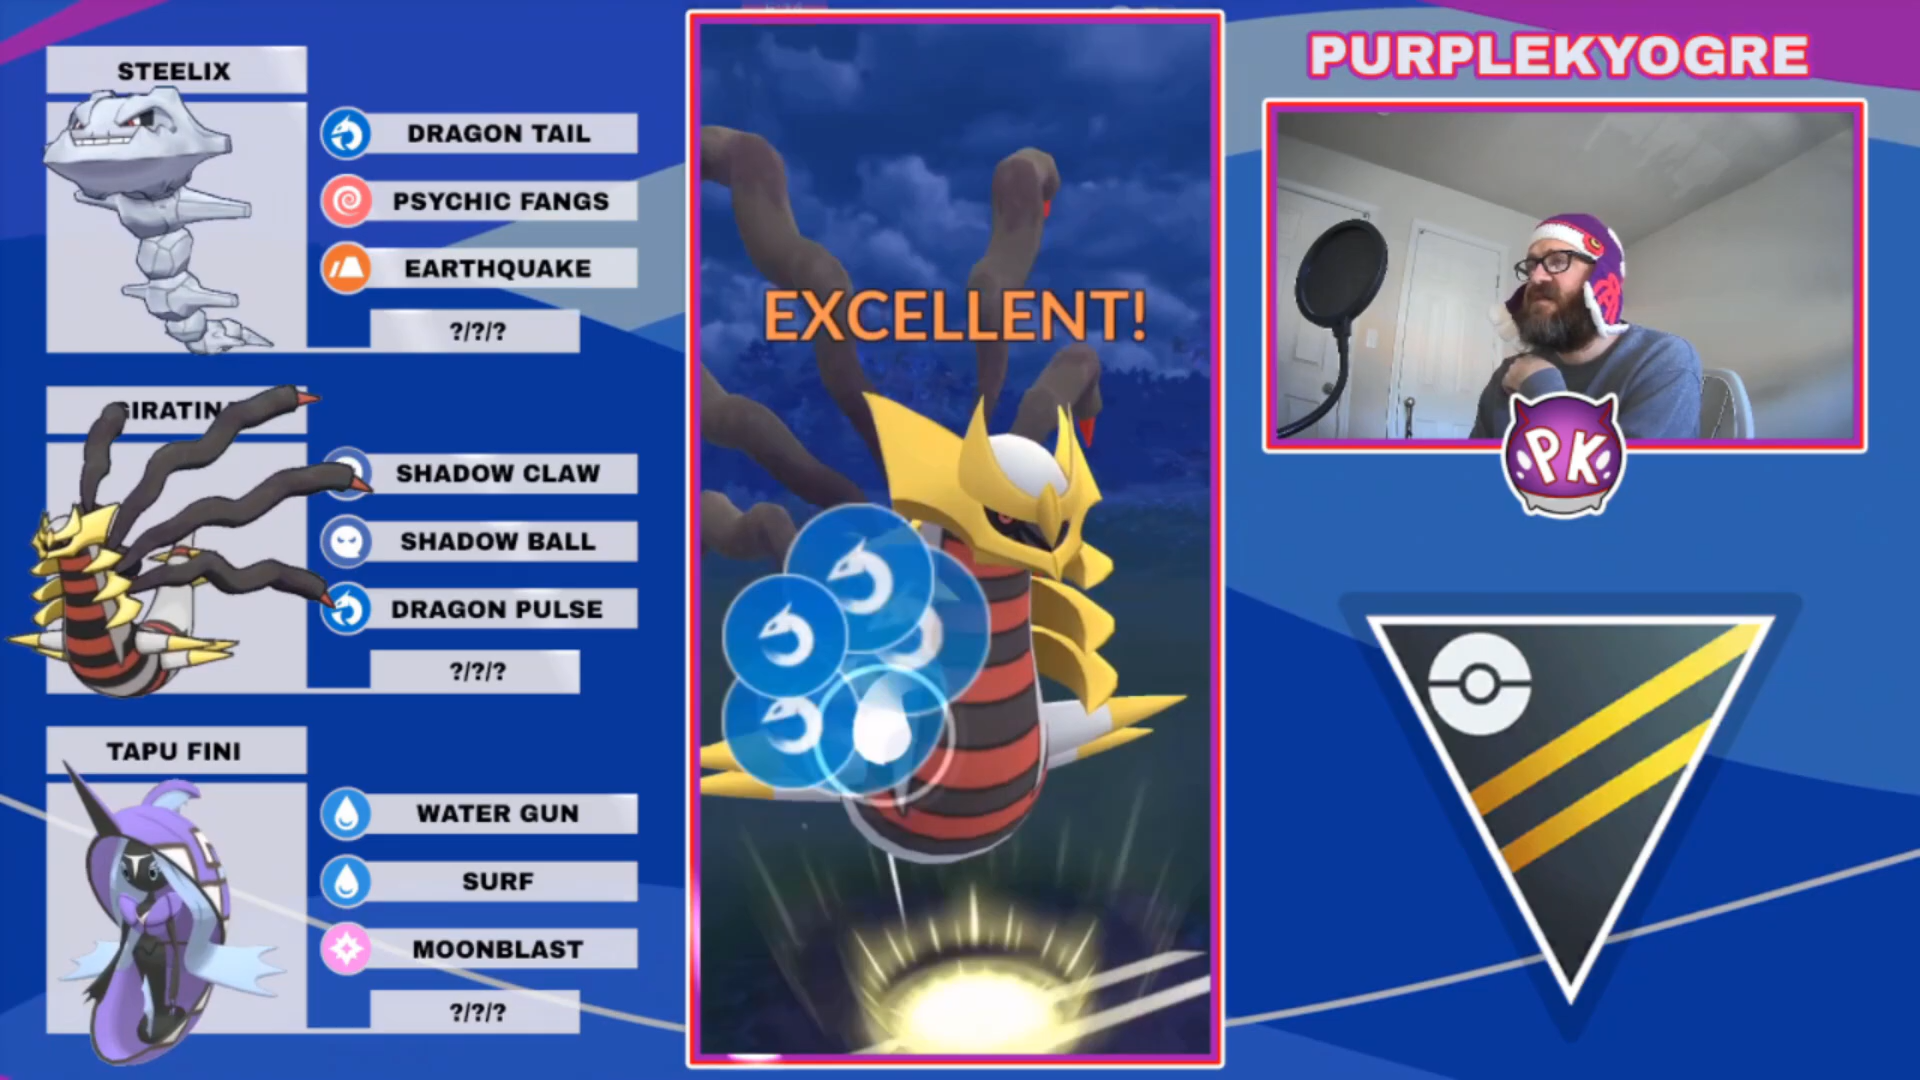 STEELIX
DRAGON TAIL
PSYCHIC FANGS
EARTHQUAKE
?/?/?
GIRATINA
SHADOW CLAW
SHADOW BALL
DRAGON PULSE
?/?/?
TAPU FINI
WATER GUN
SURF
MOONBLAST
?/?/?
EXCELLENT!
PURPLEKYOGRE
PK